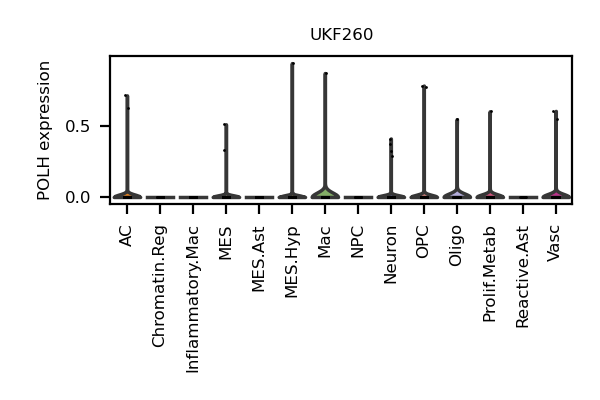 UKF260
POLH expression
0.5
0.0
AC
Chromatin.Reg
Inflammatory.Mac
MES
MES.Ast
MES.Hyp
Mac
NPC
Neuron
OPC
Oligo
Prolif.Metab
Reactive.Ast
Vasc